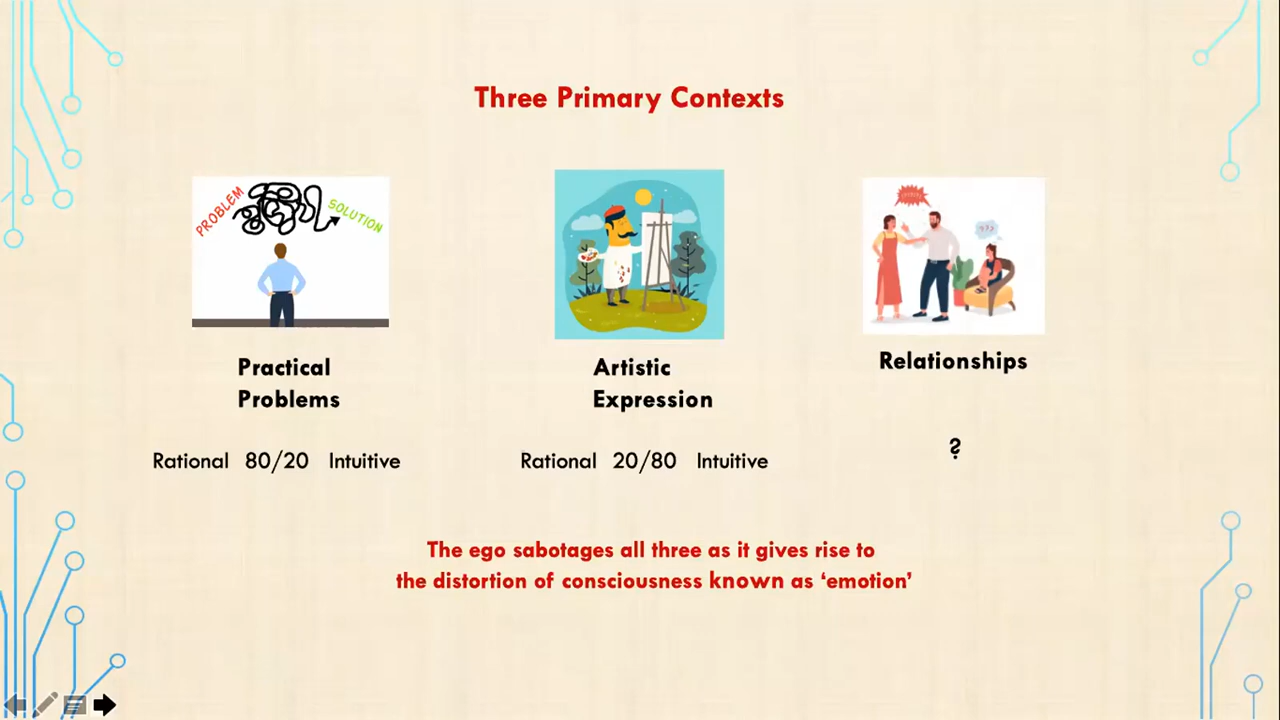 Three Primary Contexts
PROBLEM
SOLUTION
???
Practical
Problems
Artistic
Expression
Relationships
Rational 80/20 Intuitive
Rational 20/80 Intuitive
?
The ego sabotages all three as it gives rise to
the distortion of consciousness known as ‘emotion’